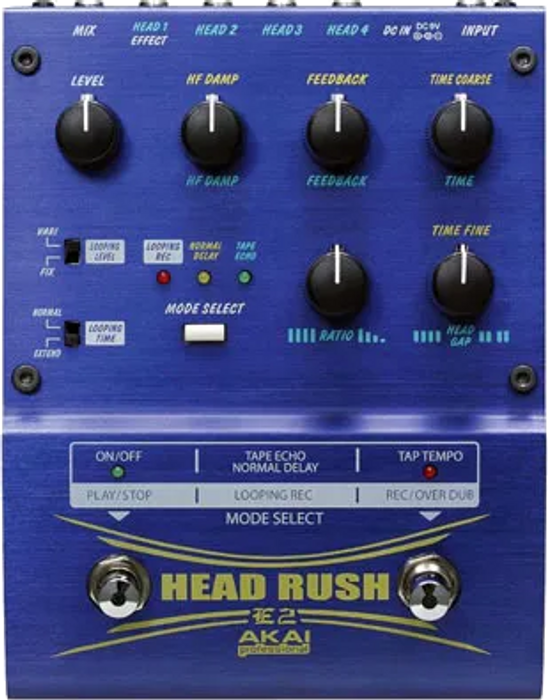 MIX
HEAD 1
EFFECT
HEAD 2
HEAD 3
HEAD 4
DC IN
DC 9V
INPUT
LEVEL
HF DAMP
FEEDBACK
TIME COARSE
HF DAMP
FEEDBACK
TIME
VARI
FIX
LOOPING
LEVEL
LOOPING
REC
NORMAL
DELAY
TAPE
ECHO
TIME FINE
MODE SELECT
NORMAL
EXTEND
LOOPING
TIME
RATIO
HEAD
GAP
ON/OFF
TAPE ECHO
NORMAL DELAY
TAP TEMPO
PLAY/STOP
LOOPING REC
REC/OVER DUB
MODE SELECT
HEAD RUSH
E2
AKAI
professional